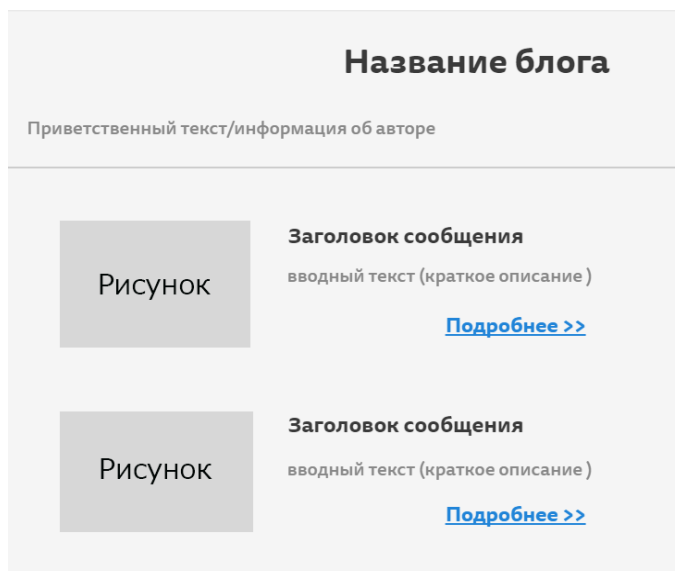 Название блога
Приветственный текст/информация об авторе
Рисунок
Заголовок сообщения
вводный текст (краткое описание )
Подробнее >>
Рисунок
Заголовок сообщения
вводный текст (краткое описание )
Подробнее >>